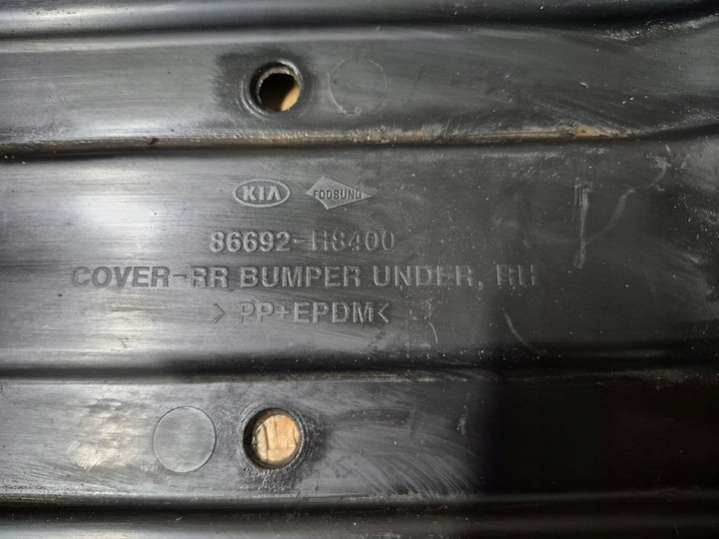 KIA FOOSUNG
86692-H8400
COVER-RR BUMPER UNDER, RH
>PP+EPDM<